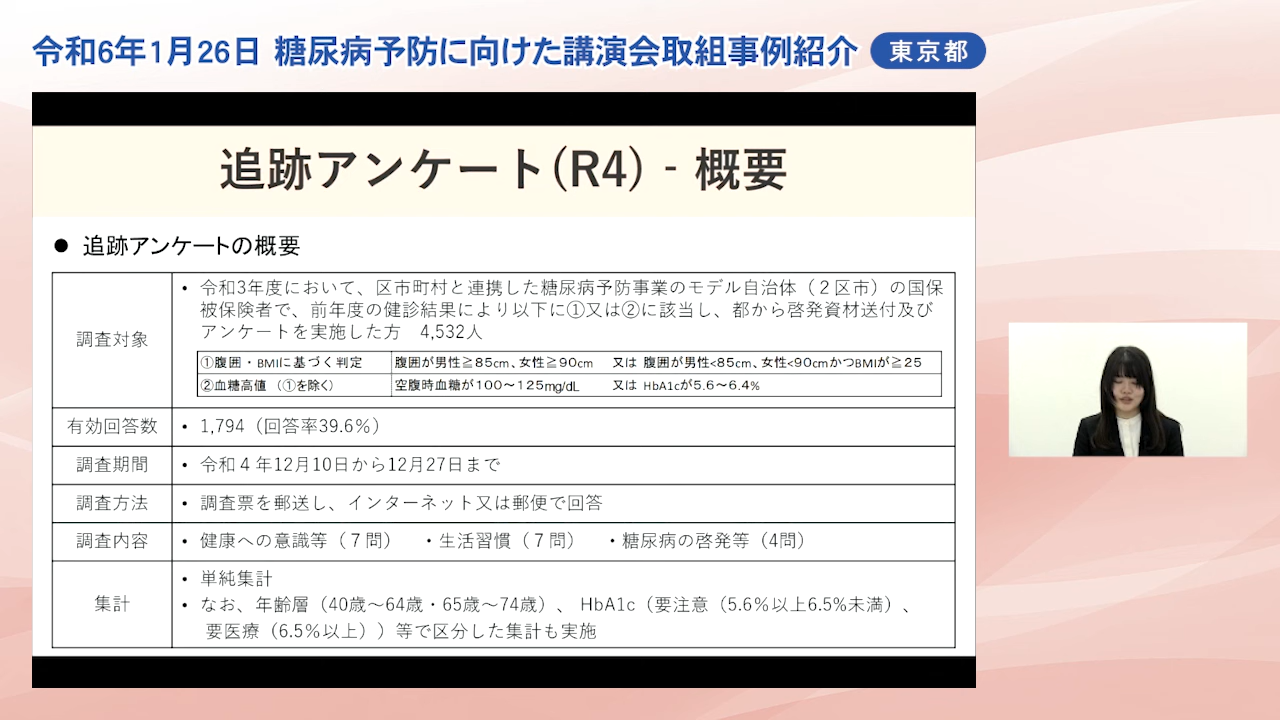 令和6年1月26日 糖尿病予防に向けた講演会取組事例紹介 東京都
追跡アンケート(R4) - 概要
● 追跡アンケートの概要
調査対象
• 令和3年度において、区市町村と連携した糖尿病予防事業のモデル自治体（２区市）の国保
被保険者で、前年度の健診結果により以下に①又は②に該当し、都から啓発資材送付及び
アンケートを実施した方　4,532人
①腹囲・BMIに基づく判定 腹囲が男性≧85cm、女性≧90cm　又は 腹囲が男性<85cm、女性<90cmかつBMIが≧25
②血糖高値 （①を除く） 空腹時血糖が100～125mg/dL　又は HbA1cが5.6～6.4%
有効回答数 • 1,794（回答率39.6%）
調査期間 • 令和４年12月10日から12月27日まで
調査方法 • 調査票を郵送し、インターネット又は郵便で回答
調査内容 • 健康への意識等（７問）　・生活習慣（７問）　・糖尿病の啓発等（4問）
集計
• 単純集計
• なお、年齢層（40歳～64歳・65歳～74歳）、 HbA1c（要注意（5.6%以上6.5%未満）、
要医療（6.5%以上））等で区分した集計も実施